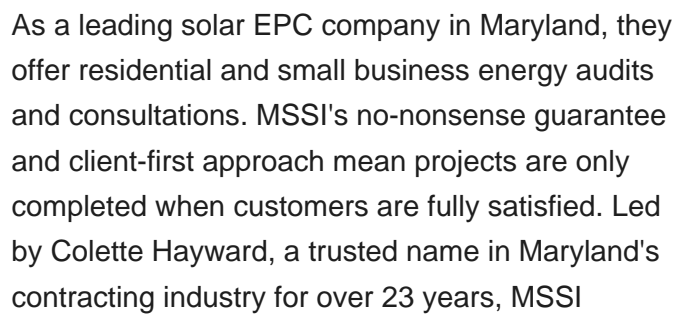 As a leading solar EPC company in Maryland, they
offer residential and small business energy audits
and consultations. MSSI's no-nonsense guarantee
and client-first approach mean projects are only
completed when customers are fully satisfied. Led
by Colette Hayward, a trusted name in Maryland's
contracting industry for over 23 years, MSSI